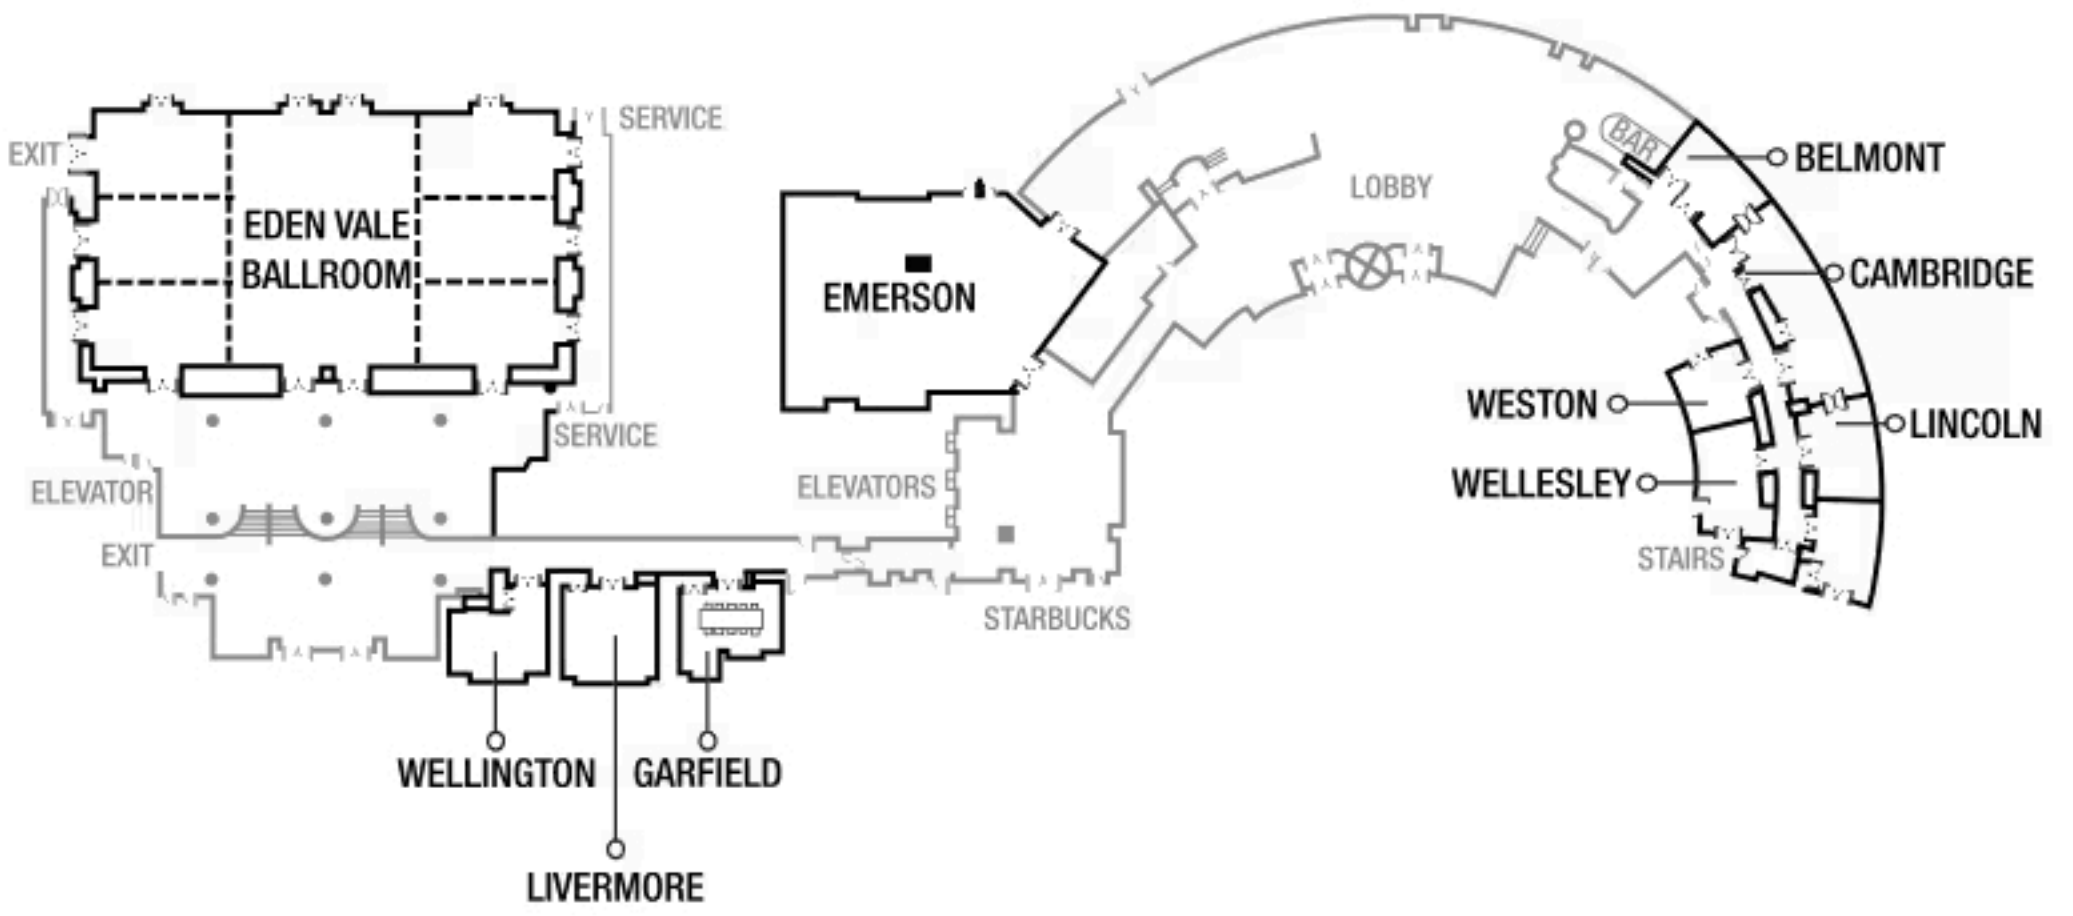 SERVICE
EXIT
BAR
BELMONT
LOBBY
EDEN VALE
BALLROOM
CAMBRIDGE
EMERSON
WESTON
LINCOLN
SERVICE
ELEVATOR
ELEVATORS
WELLESLEY
EXIT
STAIRS
STARBUCKS
WELLINGTON
GARFIELD
LIVERMORE